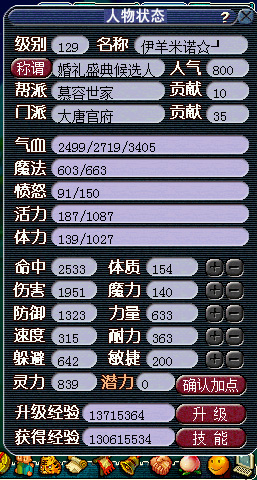 人物状态 ?
级别 129 名称 伊羊米诺☆┛
称谓 婚礼盛典候选人 人气 800
帮派 慕容世家 贡献 10
门派 大唐官府 贡献 35
气血 2499/2719/3405
魔法 603/663
愤怒 91/150
活力 187/1087
体力 139/1027
命中 2533 体质 154
伤害 1951 魔力 140
防御 1323 力量 633
速度 315 耐力 363
躲避 642 敏捷 200
灵力 839 潜力 0 确认加点
升级经验 13715364 升级
获得经验 130615534 技能